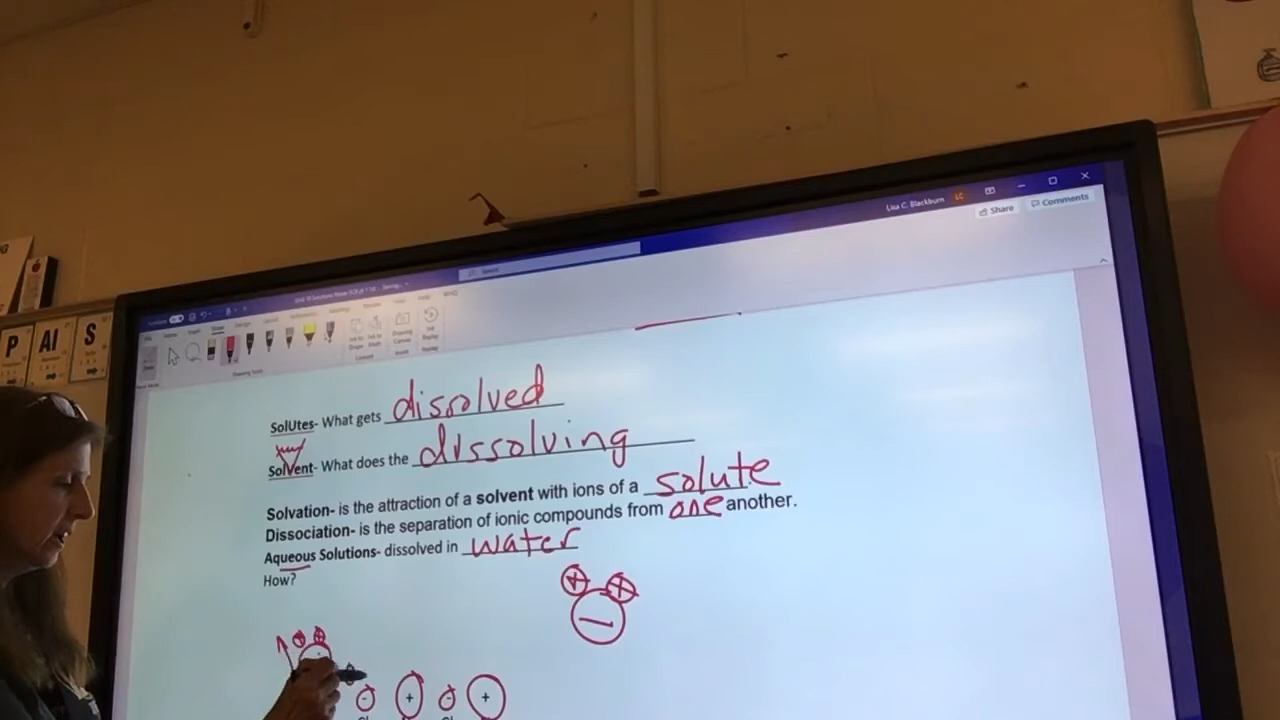 Lisa C. Blackburn LC
Share
Comments
P Al S
SolUtes- What gets dissolved
Solvent- What does the dissolving
Solvation- is the attraction of a solvent with ions of a solute
Dissociation- is the separation of ionic compounds from one another.
Aqueous Solutions- dissolved in water
How?
+ +
−
+ +
- + - +